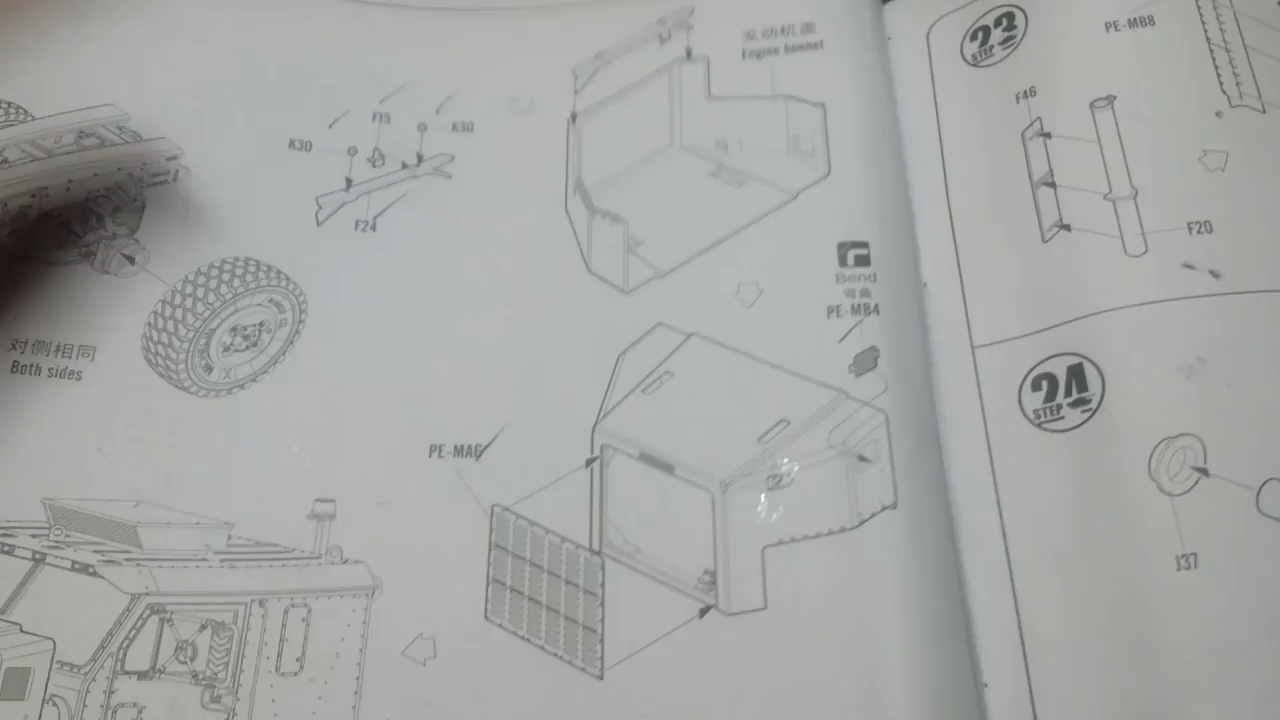 发动机盖
Engine bonnet
F15
K30
K30
F24
对侧相同
Both sides
Bend
弯曲
PE-MB4
PE-MA6
23
STEP
PE-MB8
F46
F20
24
STEP
J37